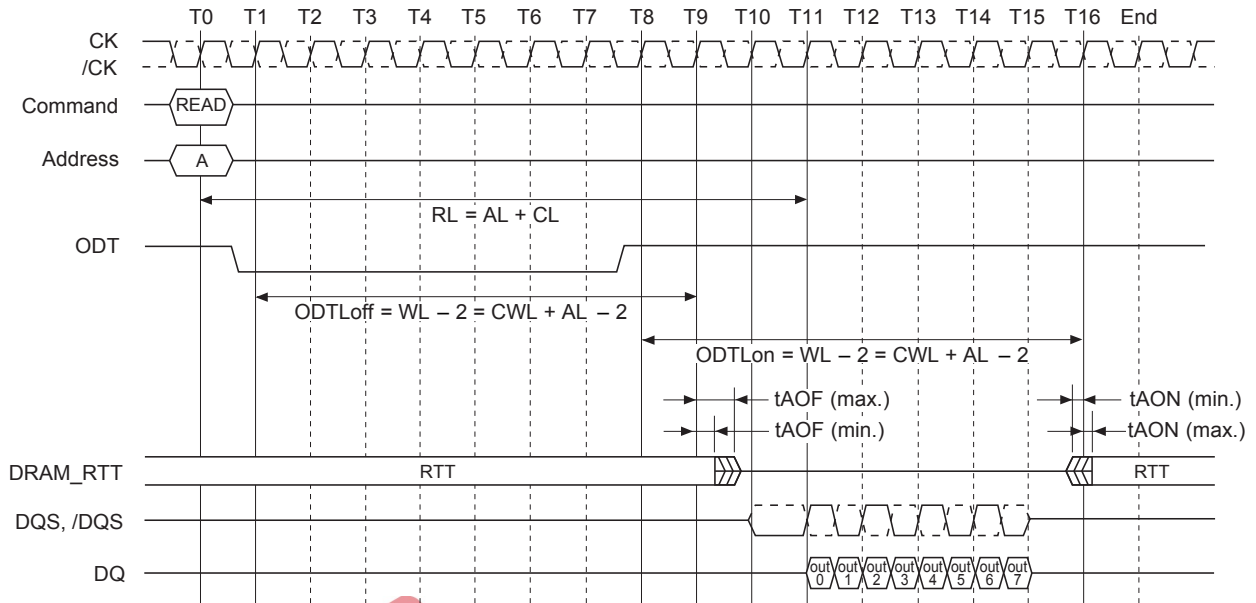 T0 T1 T2 T3 T4 T5 T6 T7 T8 T9 T10 T11 T12 T13 T14 T15 T16 End
CK
/CK
Command READ
Address A
RL = AL + CL
ODT
ODTLoff = WL – 2 = CWL + AL – 2
ODTLon = WL – 2 = CWL + AL – 2
tAOF (max.) tAON (min.)
tAOF (min.) tAON (max.)
DRAM_RTT RTT RTT
DQS, /DQS
DQ out 0 out 1 out 2 out 3 out 4 out 5 out 6 out 7